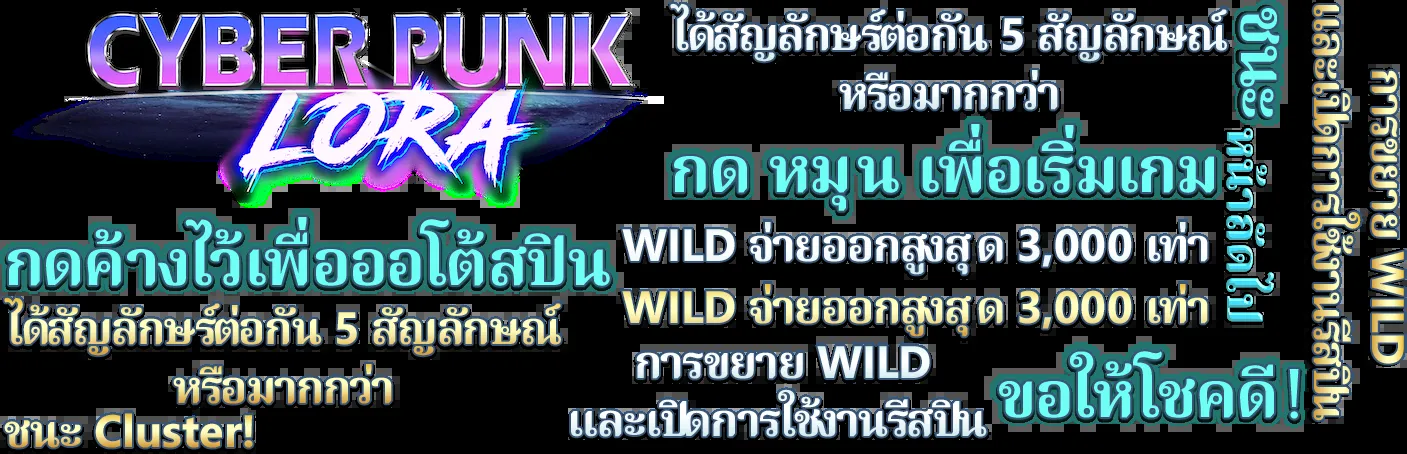 CYBER PUNK
LORA
กดค้างไว้เพื่อออโต้สปิน
ได้สัญลักษร์ต่อกัน 5 สัญลักษณ์
หรือมากกว่า
ชนะ Cluster!
ได้สัญลักษร์ต่อกัน 5 สัญลักษณ์
หรือมากกว่า
กด หมุน เพื่อเริ่มเกม
WILD จ่ายออกสูงสุด 3,000 เท่า
WILD จ่ายออกสูงสุด 3,000 เท่า
การขยาย WILD
และเปิดการใช้งานรีสปิน
ขอให้โชคดี!
ชนะ
หน้าถัดไป
และเปิดการใช้งานรีสปิน
การขยาย WILD